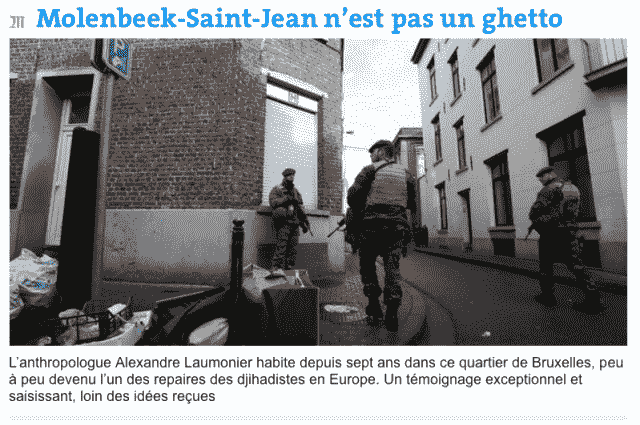 Molenbeek-Saint-Jean n'est pas un ghetto
L'anthropologue Alexandre Laumonier habite depuis sept ans dans ce quartier de Bruxelles, peu
à peu devenu l'un des repaires des djihadistes en Europe. Un témoignage exceptionnel et
saisissant, loin des idées reçues